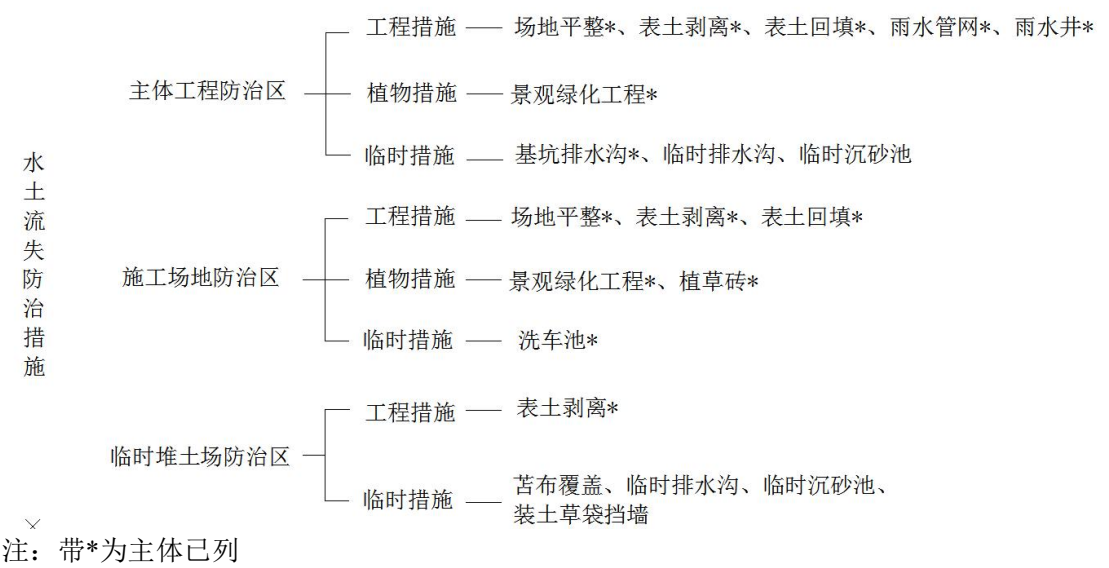 水土流失防治措施
主体工程防治区
工程措施 场地平整*、表土剥离*、表土回填*、雨水管网*、雨水井*
植物措施 景观绿化工程*
临时措施 基坑排水沟*、临时排水沟、临时沉砂池
施工场地防治区
工程措施 场地平整*、表土剥离*、表土回填*
植物措施 景观绿化工程*、植草砖*
临时措施 洗车池*
临时堆土场防治区
工程措施 表土剥离*
临时措施 苫布覆盖、临时排水沟、临时沉砂池、
装土草袋挡墙
注：带*为主体已列